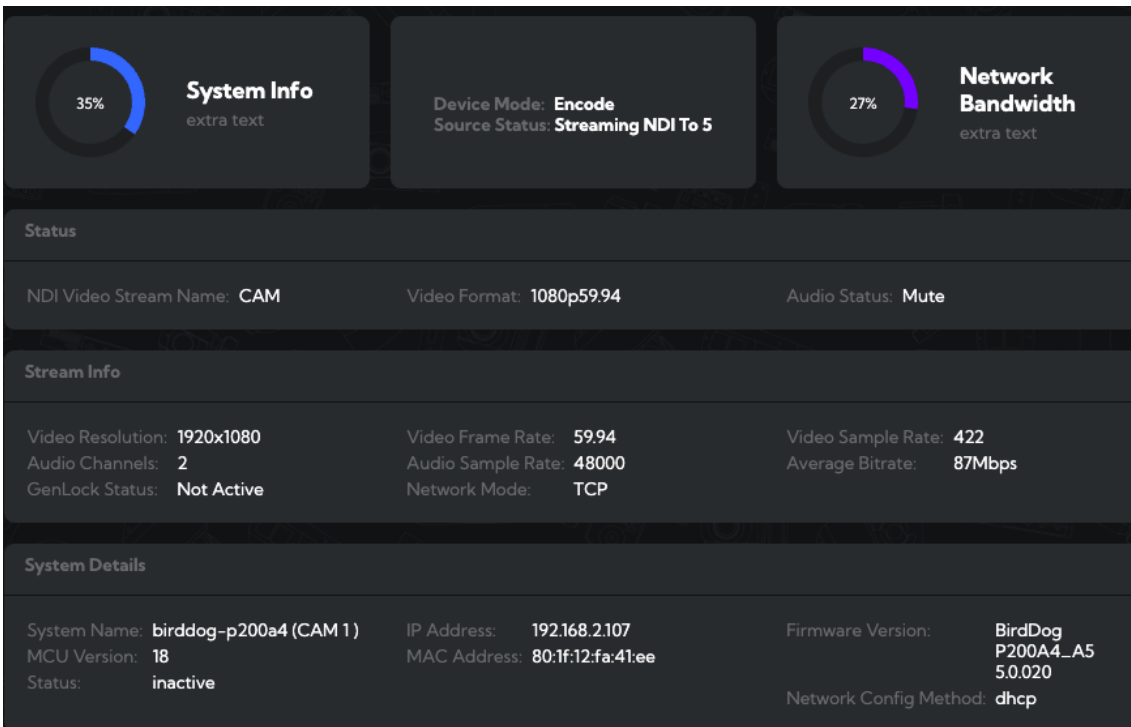 35%
System Info
extra text
Device Mode: Encode
Source Status: Streaming NDI To 5
27%
Network
Bandwidth
extra text
Status
NDI Video Stream Name: CAM
Video Format: 1080p59.94
Audio Status: Mute
Stream Info
Video Resolution: 1920x1080
Video Frame Rate: 59.94
Video Sample Rate: 422
Audio Channels: 2
Audio Sample Rate: 48000
Average Bitrate: 87Mbps
GenLock Status: Not Active
Network Mode: TCP
System Details
System Name: birddog-p200a4 (CAM 1 )
IP Address: 192.168.2.107
Firmware Version: BirdDog
P200A4_A5
5.0.020
MCU Version: 18
MAC Address: 80:1f:12:fa:41:ee
Status: inactive
Network Config Method: dhcp